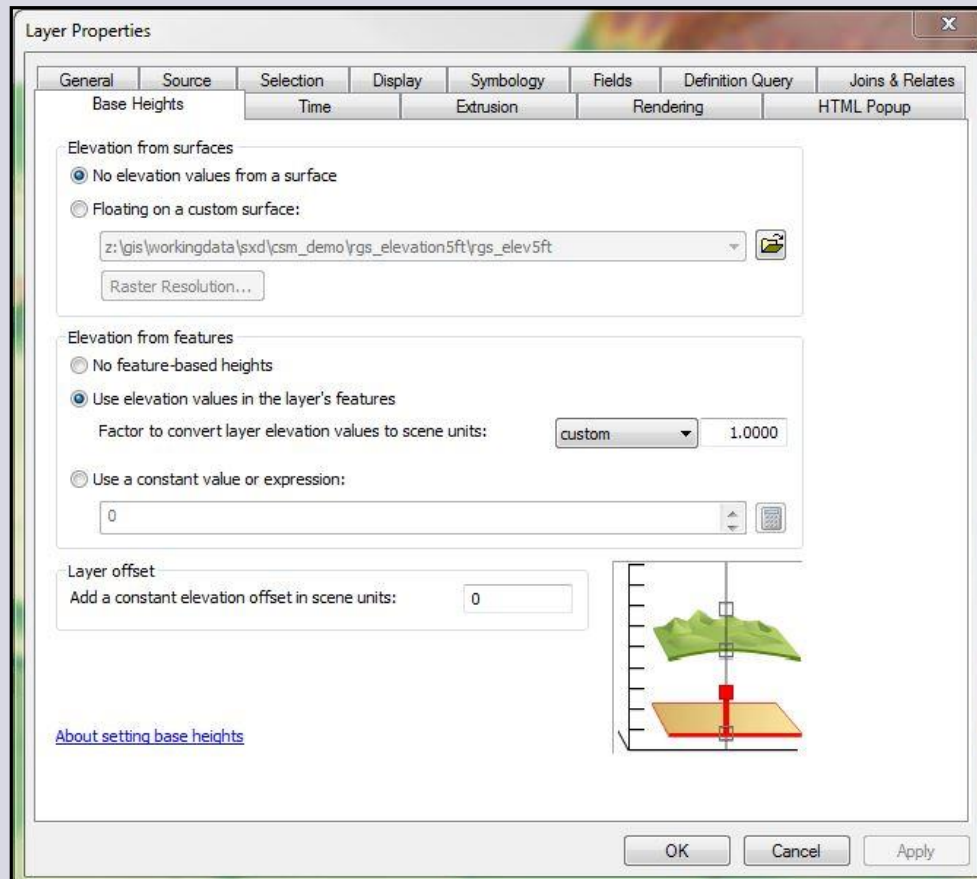 Layer Properties
General Source Selection Display Symbology Fields Definition Query Joins & Relates
Base Heights Time Extrusion Rendering HTML Popup
Elevation from surfaces
No elevation values from a surface
Floating on a custom surface:
z:\gis\workingdata\sxd\csm_demo\rgs_elevation5ft\rgs_elev5ft
Raster Resolution...
Elevation from features
No feature-based heights
Use elevation values in the layer's features
Factor to convert layer elevation values to scene units: custom 1.0000
Use a constant value or expression:
0
Layer offset
Add a constant elevation offset in scene units: 0
About setting base heights
OK Cancel Apply